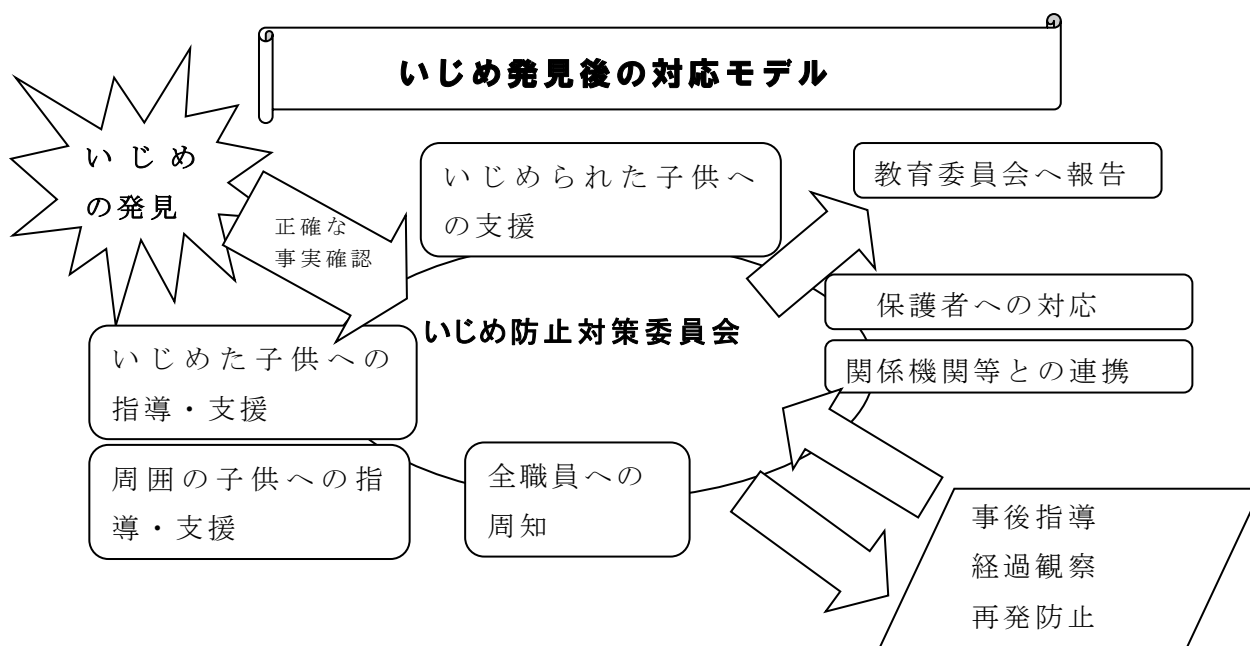 いじめ発見後の対応モデル
いじめ
の発見
正確な
事実確認
いじめられた子供へ
の支援
教育委員会へ報告
保護者への対応
関係機関等との連携
いじめ防止対策委員会
いじめた子供への
指導・支援
周囲の子供への指
導・支援
全職員への
周知
事後指導
経過観察
再発防止